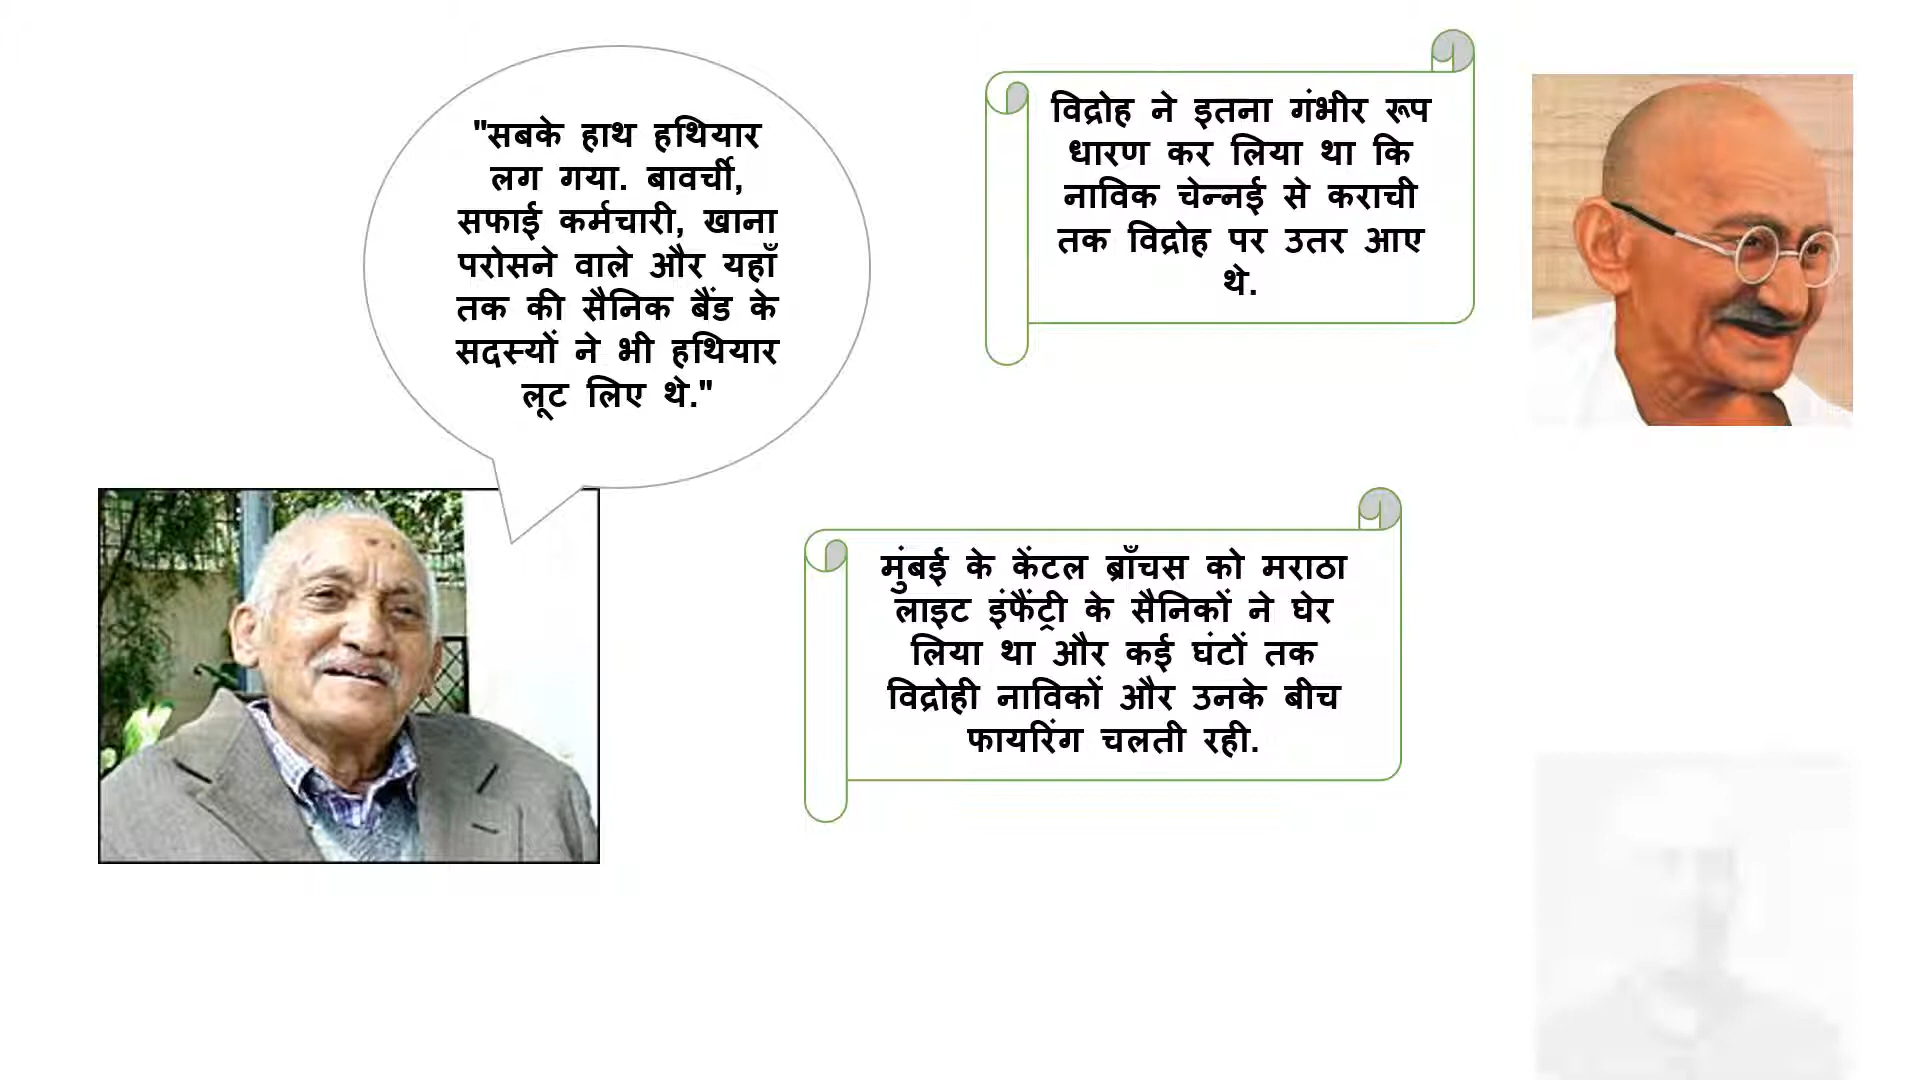 "सबके हाथ हथियार
लग गया. बावर्ची,
सफाई कर्मचारी, खाना
परोसने वाले और यहाँ
तक की सैनिक बैंड के
सदस्यों ने भी हथियार
लूट लिए थे."
विद्रोह ने इतना गंभीर रूप
धारण कर लिया था कि
नाविक चेन्नई से कराची
तक विद्रोह पर उतर आए
थे.
मुंबई के केंटल ब्राँचस को मराठा
लाइट इंफैंट्री के सैनिकों ने घेर
लिया था और कई घंटों तक
विद्रोही नाविकों और उनके बीच
फायरिंग चलती रही.